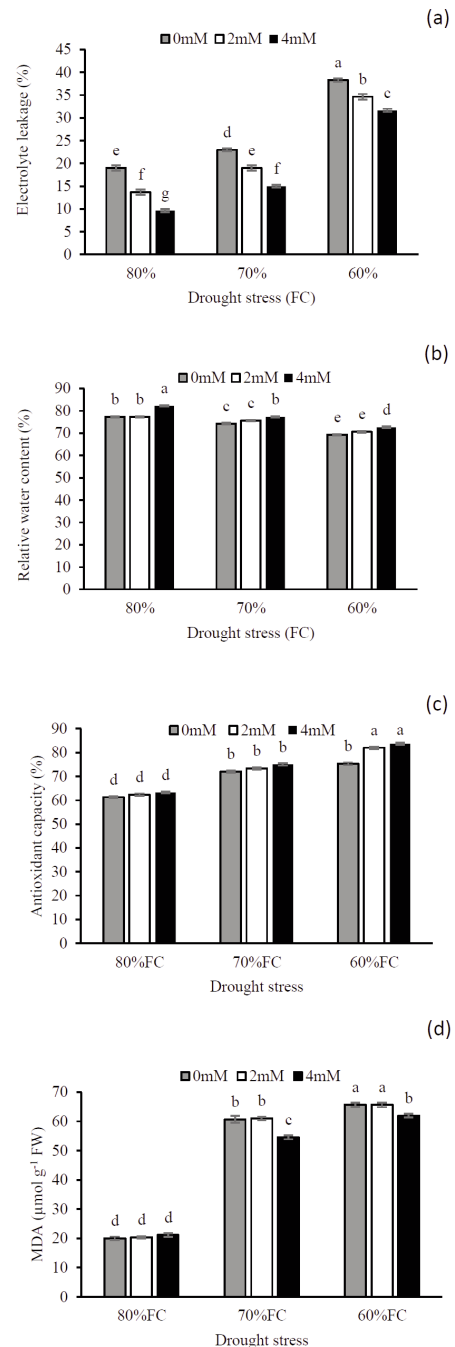 (a)
0mM 2mM 4mM
Electrolyte leakage (%)
45
40
35
30
25
20
15
10
5
0
e f g d e f a b c
80% 70% 60%
Drought stress (FC)
(b)
0mM 2mM 4mM
Relative water content (%)
90
80
70
60
50
40
30
20
10
0
b b a c c b e e d
80% 70% 60%
Drought stress (FC)
(c)
0mM 2mM 4mM
Antioxidant capacity (%)
90
80
70
60
50
40
30
20
10
0
d d d b b b b a a
80%FC 70%FC 60%FC
Drought stress
(d)
0mM 2mM 4mM
MDA (µmol g⁻¹ FW)
70
60
50
40
30
20
10
0
d d d b b c a a b
80%FC 70%FC 60%FC
Drought stress